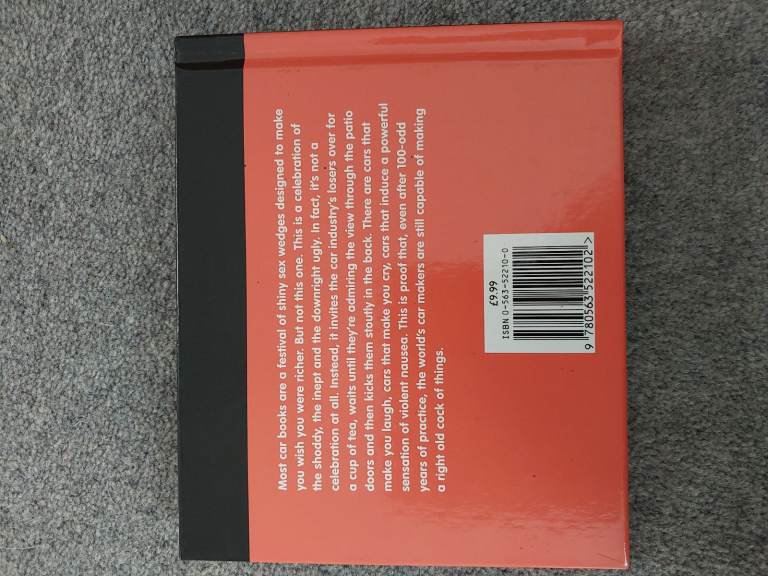 Most car books are a festival of shiny sex wedges designed to make
you wish you were richer. But not this one. This is a celebration of
the shoddy, the inept and the downright ugly. In fact, it's not a
celebration at all. Instead, it invites the car industry's losers over for
a cup of tea, waits until they're admiring the view through the patio
doors and then kicks them stoutly in the back. There are cars that
make you laugh, cars that make you cry, cars that induce a powerful
sensation of violent nausea. This is proof that, even after 100-odd
years of practice, the world's car makers are still capable of making
a right old cock of things.
£9.99
ISBN 0-563-52210-0
9 780563 522102 >